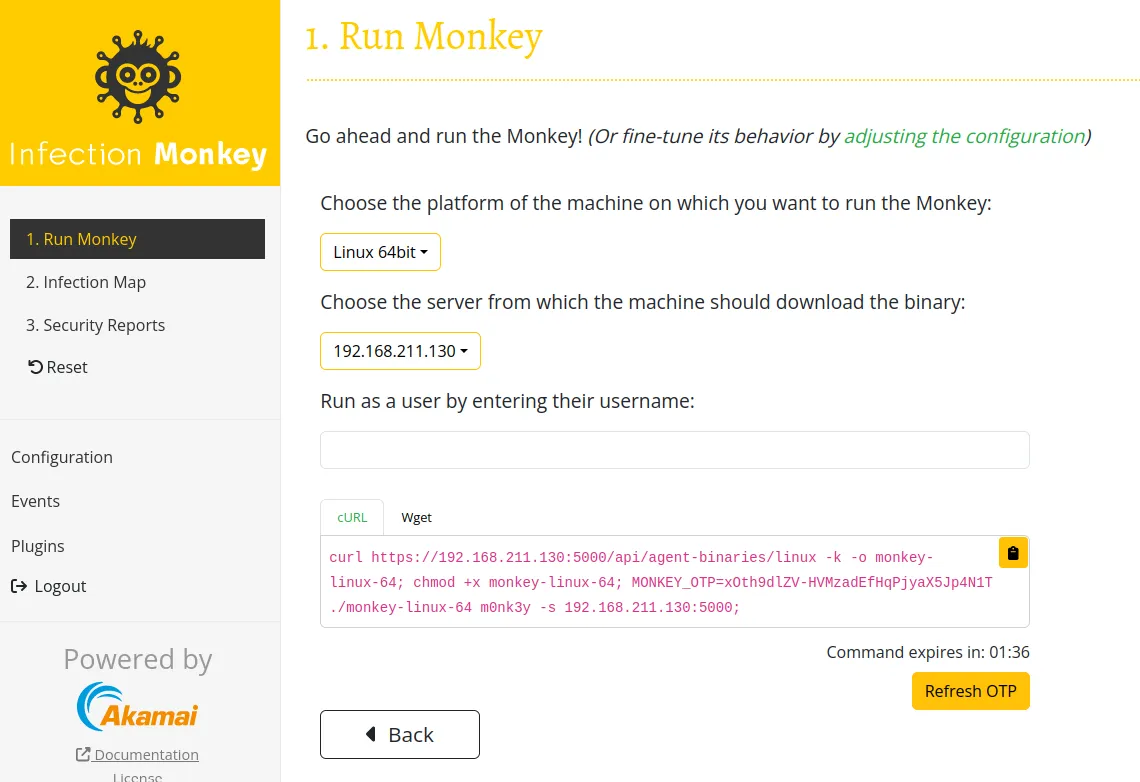 Infection Monkey
1. Run Monkey
2. Infection Map
3. Security Reports
Reset
Configuration
Events
Plugins
Logout
Powered by
Akamai
Documentation
License
1. Run Monkey
Go ahead and run the Monkey! (Or fine-tune its behavior by adjusting the configuration)
Choose the platform of the machine on which you want to run the Monkey:
Linux 64bit
Choose the server from which the machine should download the binary:
192.168.211.130
Run as a user by entering their username:
cURL Wget
curl https://192.168.211.130:5000/api/agent-binaries/linux -k -o monkey-
linux-64; chmod +x monkey-linux-64; MONKEY_OTP=xOth9dlZV-HVMzadEfHqPjyaX5Jp4N1T
./monkey-linux-64 m0nk3y -s 192.168.211.130:5000;
Command expires in: 01:36
Refresh OTP
Back